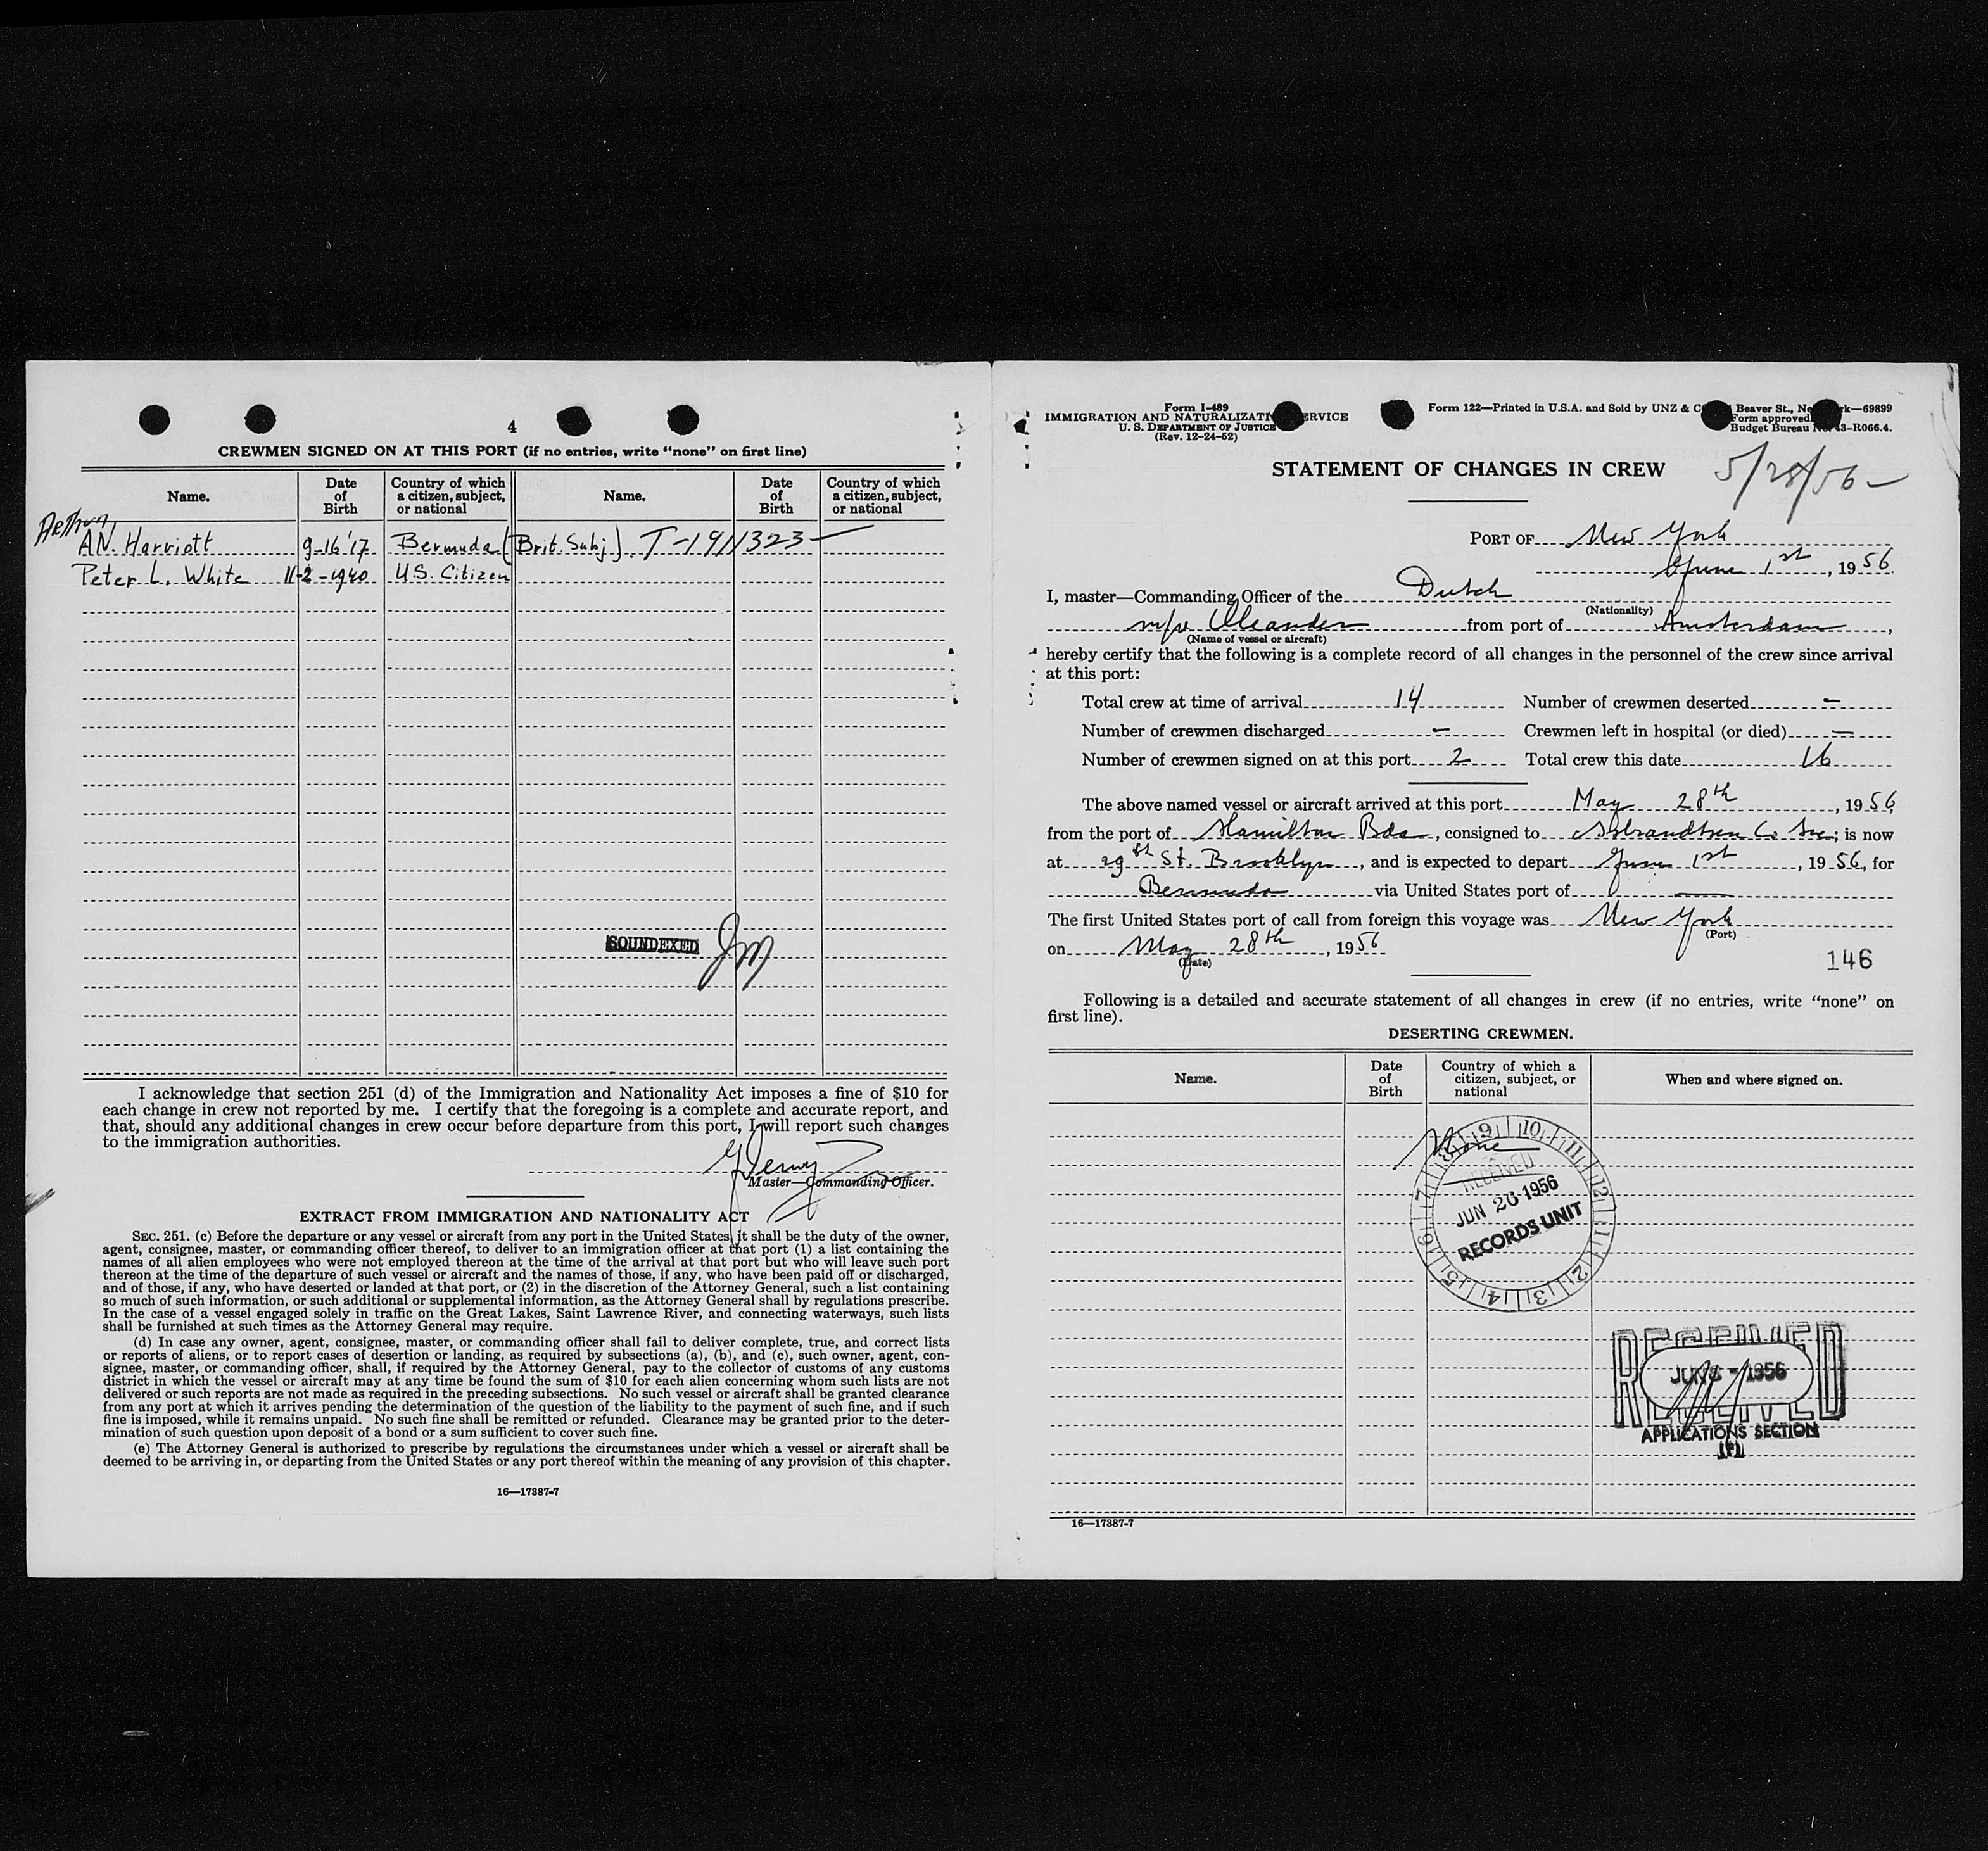 4
CREWMEN SIGNED ON AT THIS PORT (if no entries, write “none” on first line)
Name. Date of Birth Country of which a citizen, subject, or national Name. Date of Birth Country of which a citizen, subject, or national
A.N. Harriott 9-16'17 Bermuda (Brit. Subj). T-1911323—
Peter L. White 11-2-1940 U.S. Citizen
SOUNDEXED
I acknowledge that section 251 (d) of the Immigration and Nationality Act imposes a fine of $10 for
each change in crew not reported by me. I certify that the foregoing is a complete and accurate report, and
that, should any additional changes in crew occur before departure from this port, I will report such changes
to the immigration authorities.
Master—Commanding Officer.
EXTRACT FROM IMMIGRATION AND NATIONALITY ACT
SEC. 251. (c) Before the departure or any vessel or aircraft from any port in the United States, it shall be the duty of the owner,
agent, consignee, master, or commanding officer thereof, to deliver to an immigration officer at that port (1) a list containing the
names of all alien employees who were not employed thereon at the time of the arrival at that port but who will leave such port
thereon at the time of the departure of such vessel or aircraft and the names of those, if any, who have been paid off or discharged,
and of those, if any, who have deserted or landed at that port, or (2) in the discretion of the Attorney General, such a list containing
so much of such information, or such additional or supplemental information, as the Attorney General shall by regulations prescribe.
In the case of a vessel engaged solely in traffic on the Great Lakes, Saint Lawrence River, and connecting waterways, such lists
shall be furnished at such times as the Attorney General may require.
(d) In case any owner, agent, consignee, master, or commanding officer shall fail to deliver complete, true, and correct lists
or reports of aliens, or to report cases of desertion or landing, as required by subsections (a), (b), and (c), such owner, agent, con-
signee, master, or commanding officer, shall, if required by the Attorney General, pay to the collector of customs of any customs
district in which the vessel or aircraft may at any time be found the sum of $10 for each alien concerning whom such lists are not
delivered or such reports are not made as required in the preceding subsections. No such vessel or aircraft shall be granted clearance
from any port at which it arrives pending the determination of the question of the liability to the payment of such fine, and if such
fine is imposed, while it remains unpaid. No such fine shall be remitted or refunded. Clearance may be granted prior to the deter-
mination of such question upon deposit of a bond or a sum sufficient to cover such fine.
(e) The Attorney General is authorized to prescribe by regulations the circumstances under which a vessel or aircraft shall be
deemed to be arriving in, or departing from the United States or any port thereof within the meaning of any provision of this chapter.
16—17387-7
Form I-489
IMMIGRATION AND NATURALIZATION SERVICE
U. S. DEPARTMENT OF JUSTICE
(Rev. 12-24-52)
Form 122—Printed in U.S.A. and Sold by UNZ & Beaver St., 69899
Form approved
Budget Bureau 43-R066.4.
STATEMENT OF CHANGES IN CREW
5/28/56—
PORT OF New York
June 1st, 1956.
I, master—Commanding Officer of the Dutch
(Nationality)
Oleander from port of Amsterdam,
(Name of vessel or aircraft)
hereby certify that the following is a complete record of all changes in the personnel of the crew since arrival
at this port:
Total crew at time of arrival 14 Number of crewmen deserted —
Number of crewmen discharged — Crewmen left in hospital (or died) —
Number of crewmen signed on at this port 2 Total crew this date 16
The above named vessel or aircraft arrived at this port May 28th, 1956
from the port of Hamilton Bda, consigned to Isbrandtsen Co Inc; is now
at 29th St. Brooklyn, and is expected to depart June 1st, 1956, for
Bermuda via United States port of —
The first United States port of call from foreign this voyage was New York
(Port)
on May 28th, 1956
(Date)
146
Following is a detailed and accurate statement of all changes in crew (if no entries, write “none” on
first line).
DESERTING CREWMEN.
Name. Date of Birth Country of which a citizen, subject, or national When and where signed on.
None
9 10 11 12 1 2 3 4 5 6 7 8
RECEIVED
JUN 26 1956
RECORDS UNIT
RECEIVED
1956
APPLICATIONS SECTION
16—17387-7